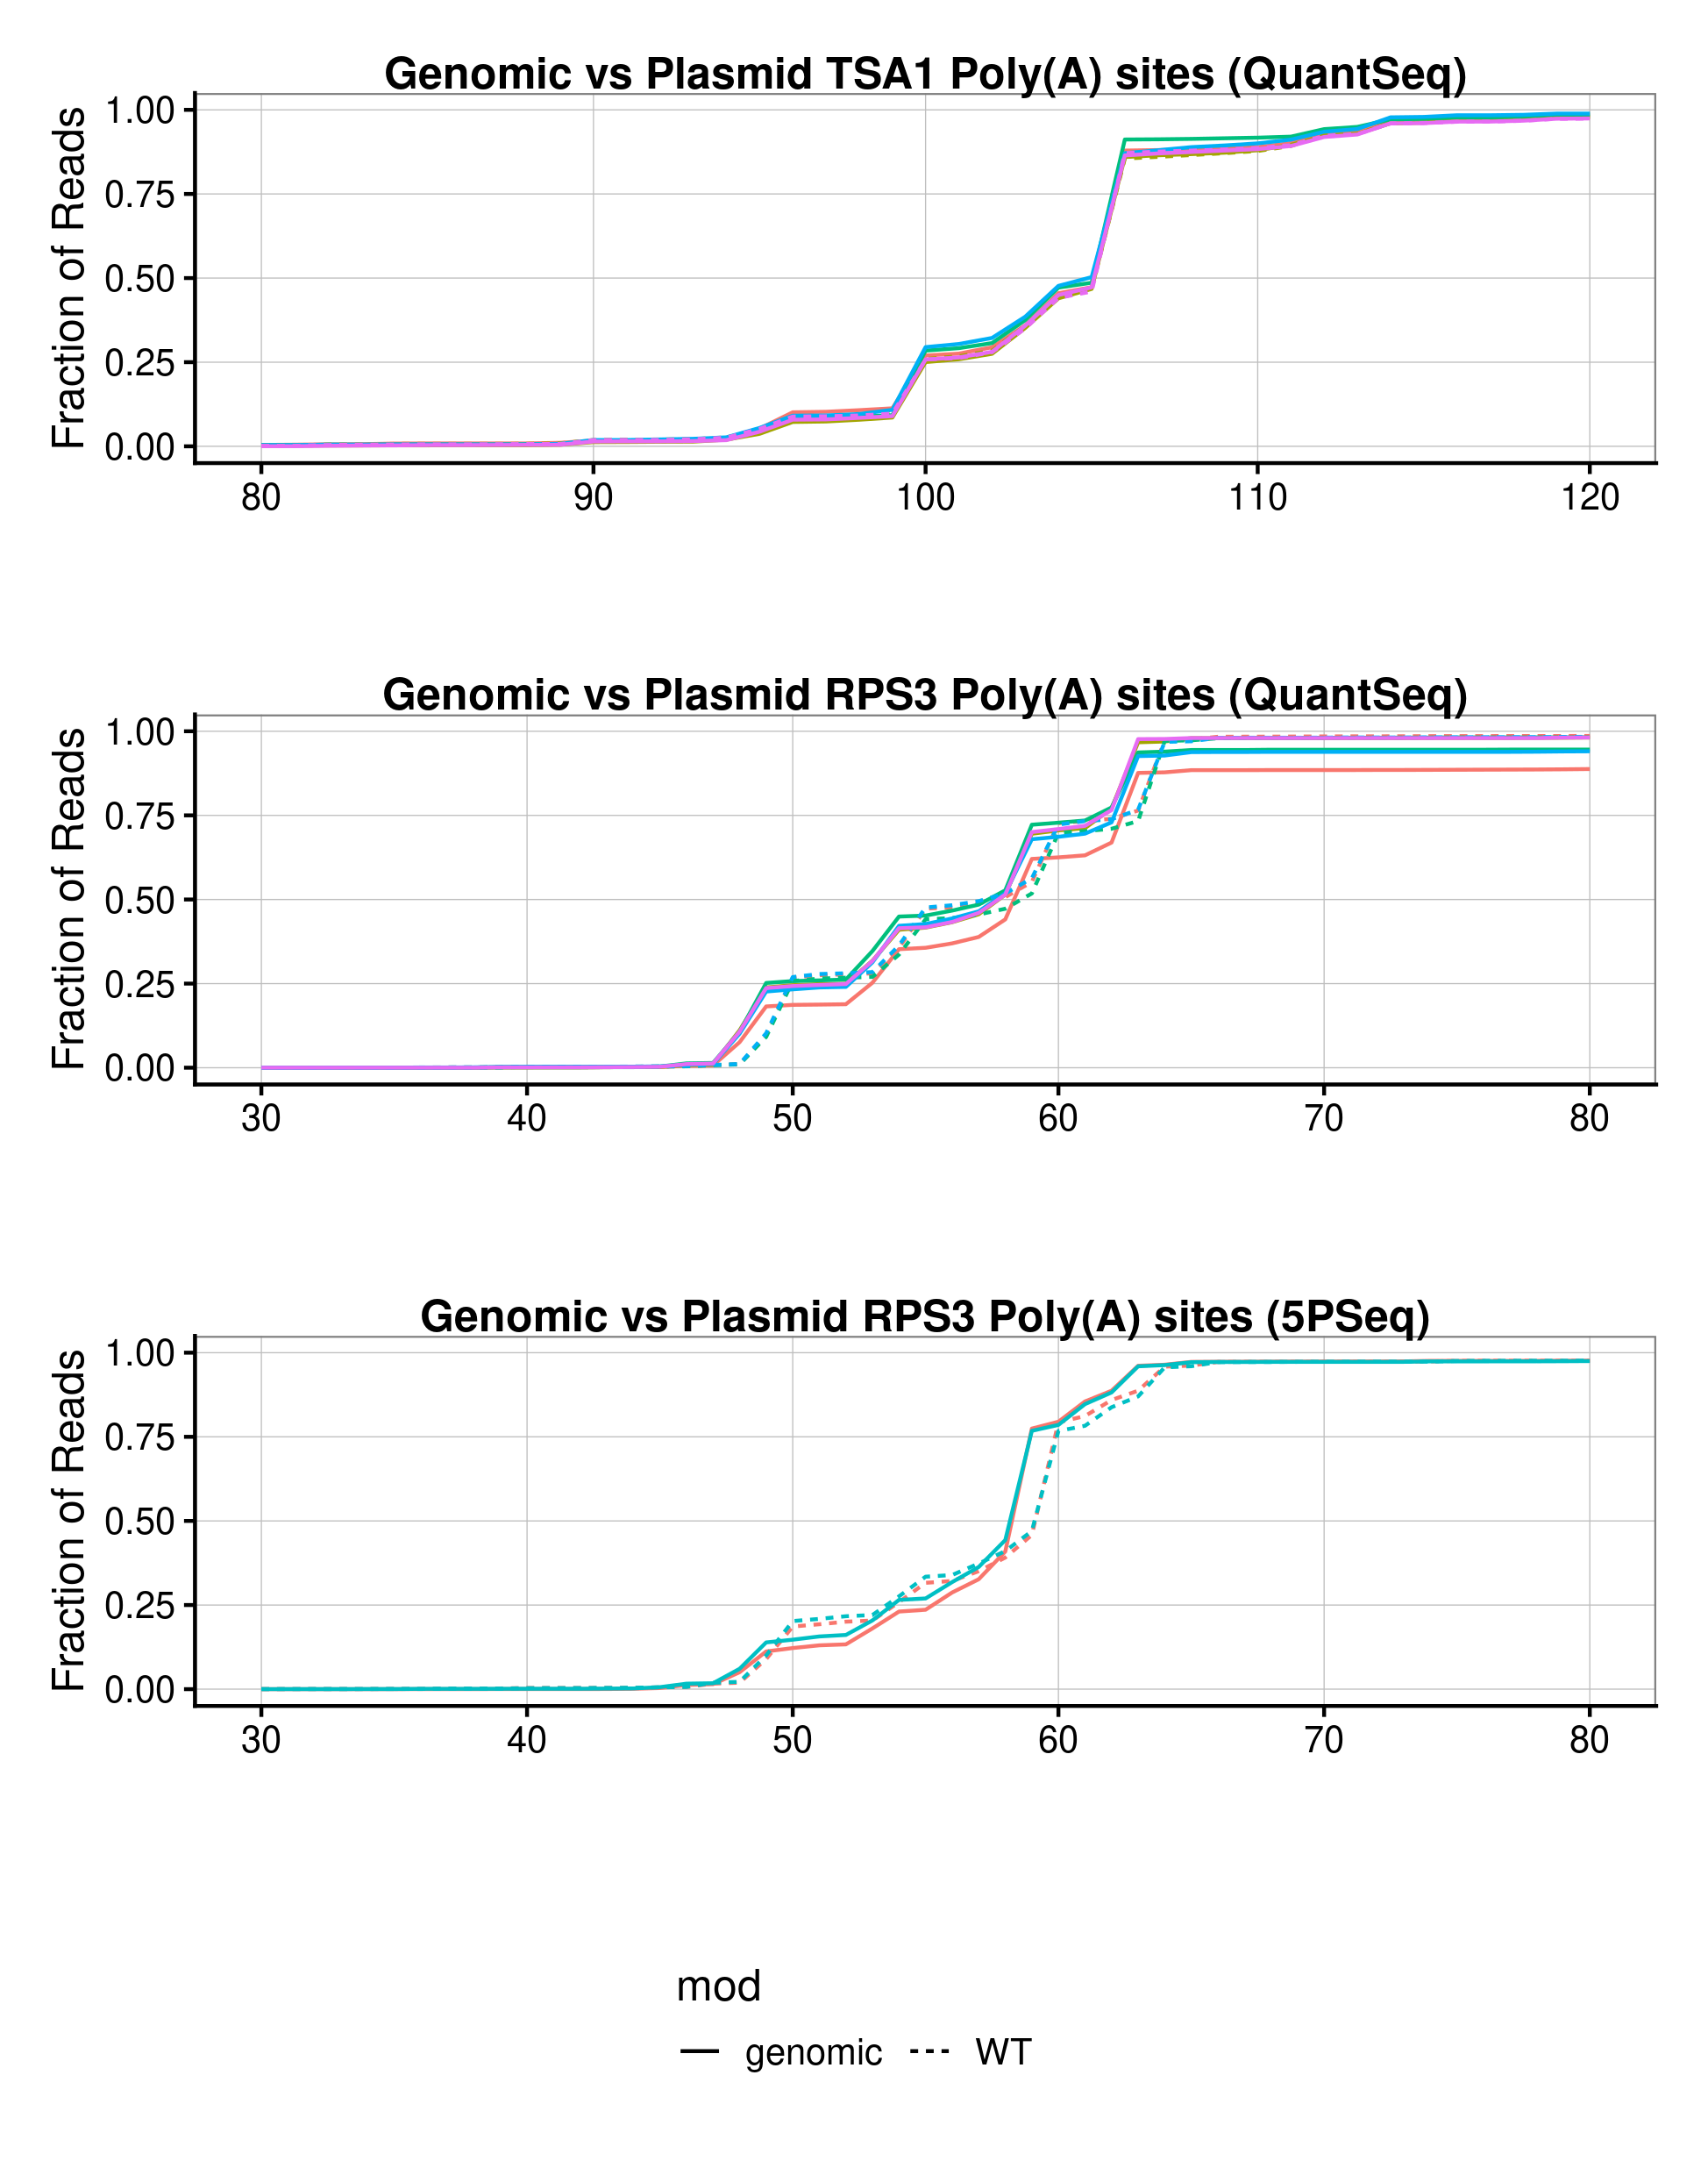 Genomic vs Plasmid TSA1 Poly(A) sites (QuantSeq)
Fraction of Reads
1.00
0.75
0.50
0.25
0.00
80 90 100 110 120
Genomic vs Plasmid RPS3 Poly(A) sites (QuantSeq)
Fraction of Reads
1.00
0.75
0.50
0.25
0.00
30 40 50 60 70 80
Genomic vs Plasmid RPS3 Poly(A) sites (5PSeq)
Fraction of Reads
1.00
0.75
0.50
0.25
0.00
30 40 50 60 70 80
mod
genomic WT